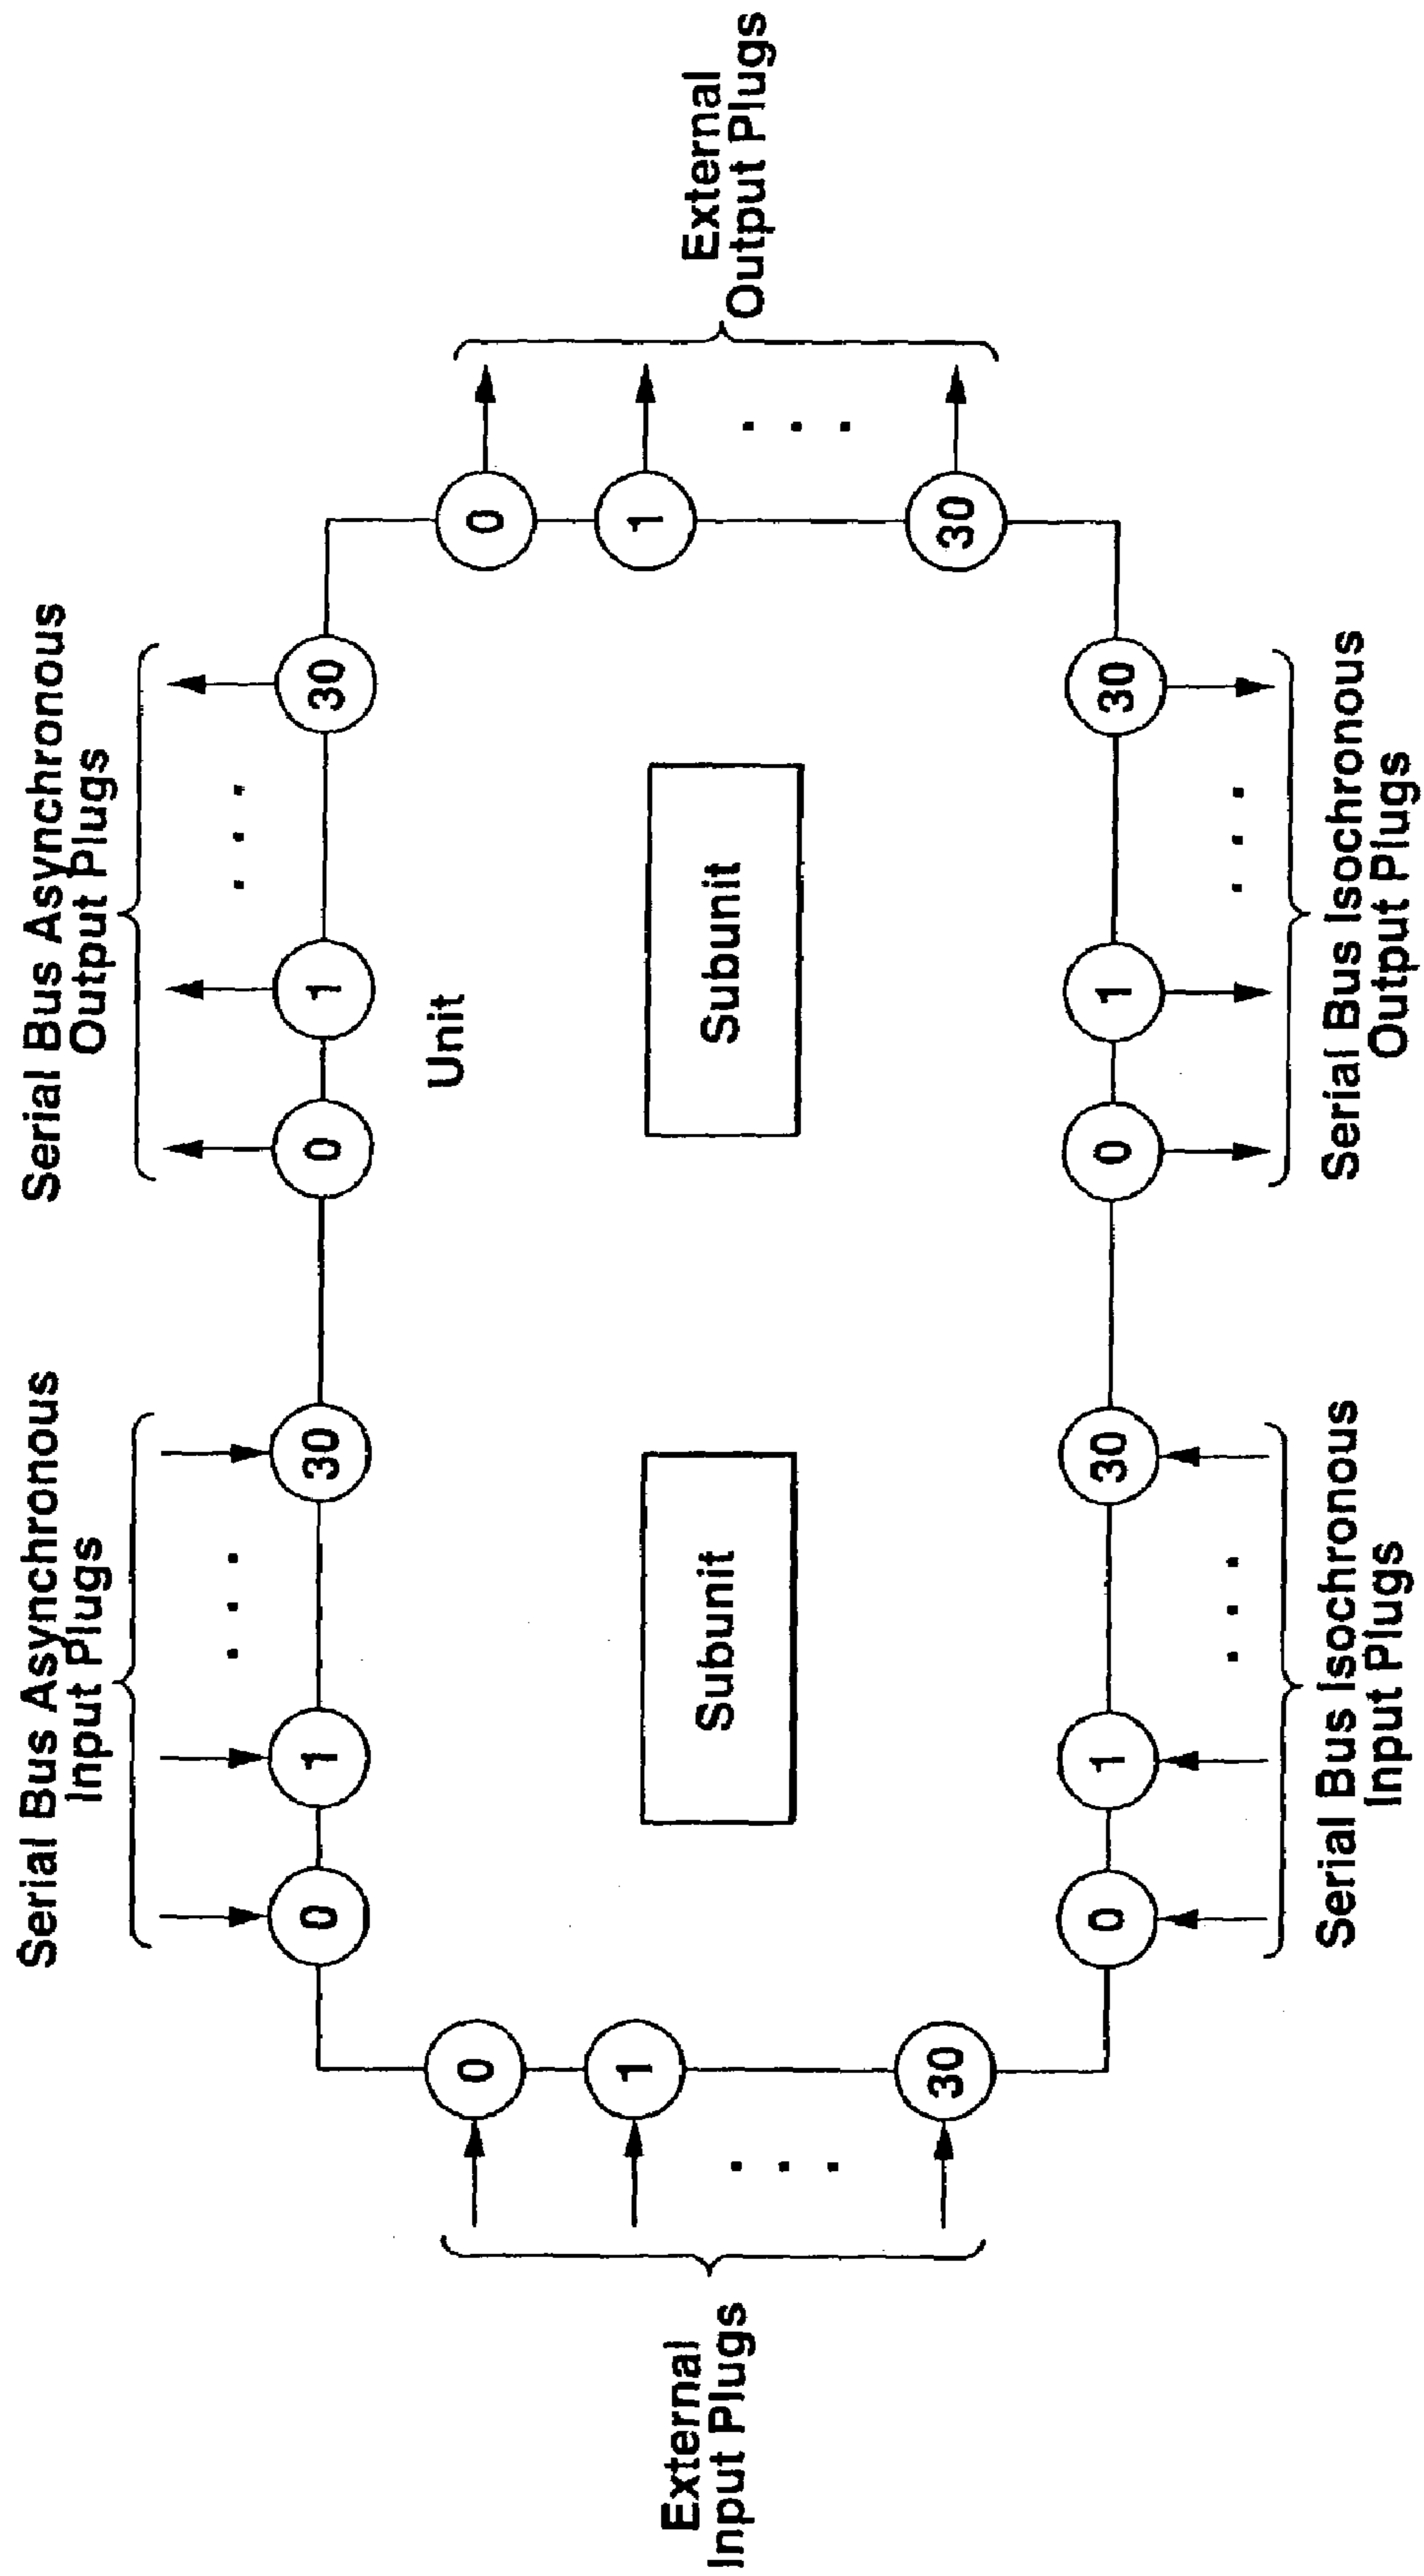 Serial Bus Asynchronous
Input Plugs
Serial Bus Asynchronous
Output Plugs
0
1
. . .
30
0
1
. . .
30
Unit
External
Input Plugs
0
1
. . .
30
Subunit
Subunit
0
1
. . .
30
External
Output Plugs
0
1
. . .
30
0
1
. . .
30
Serial Bus Isochronous
Input Plugs
Serial Bus Isochronous
Output Plugs